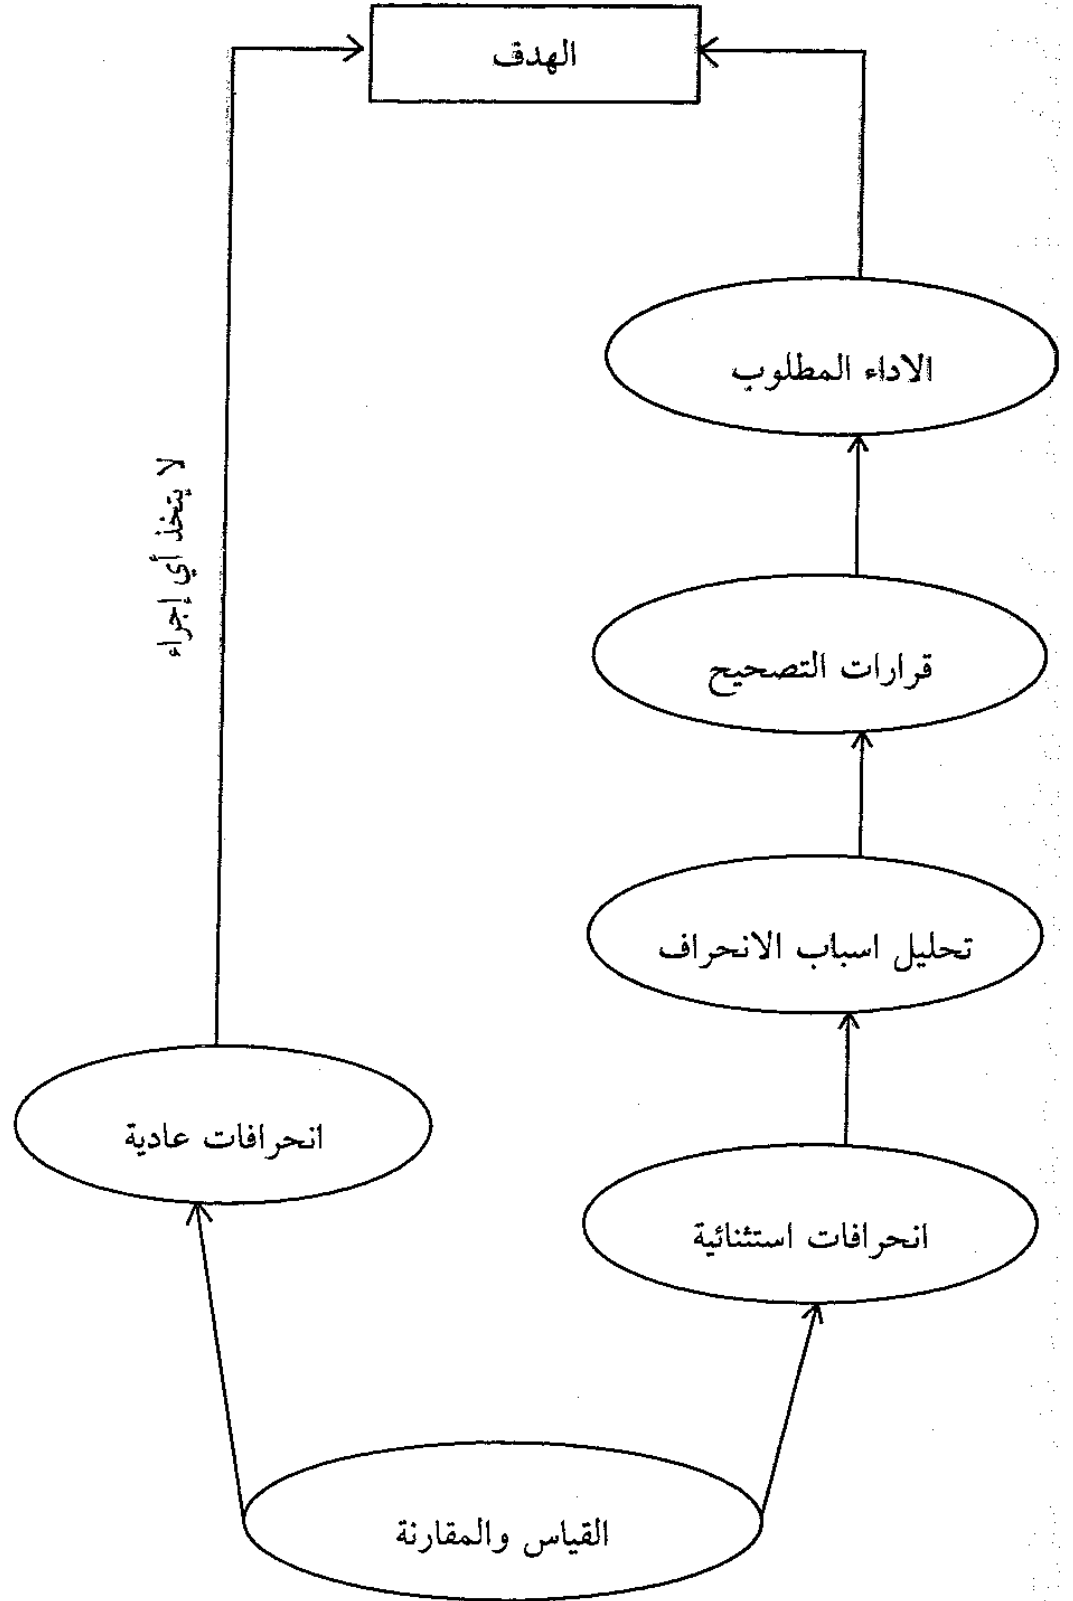 الهدف
الاداء المطلوب
لا يتخذ أي إجراء
قرارات التصحيح
تحليل اسباب الانحراف
انحرافات عادية
انحرافات استثنائية
القياس والمقارنة